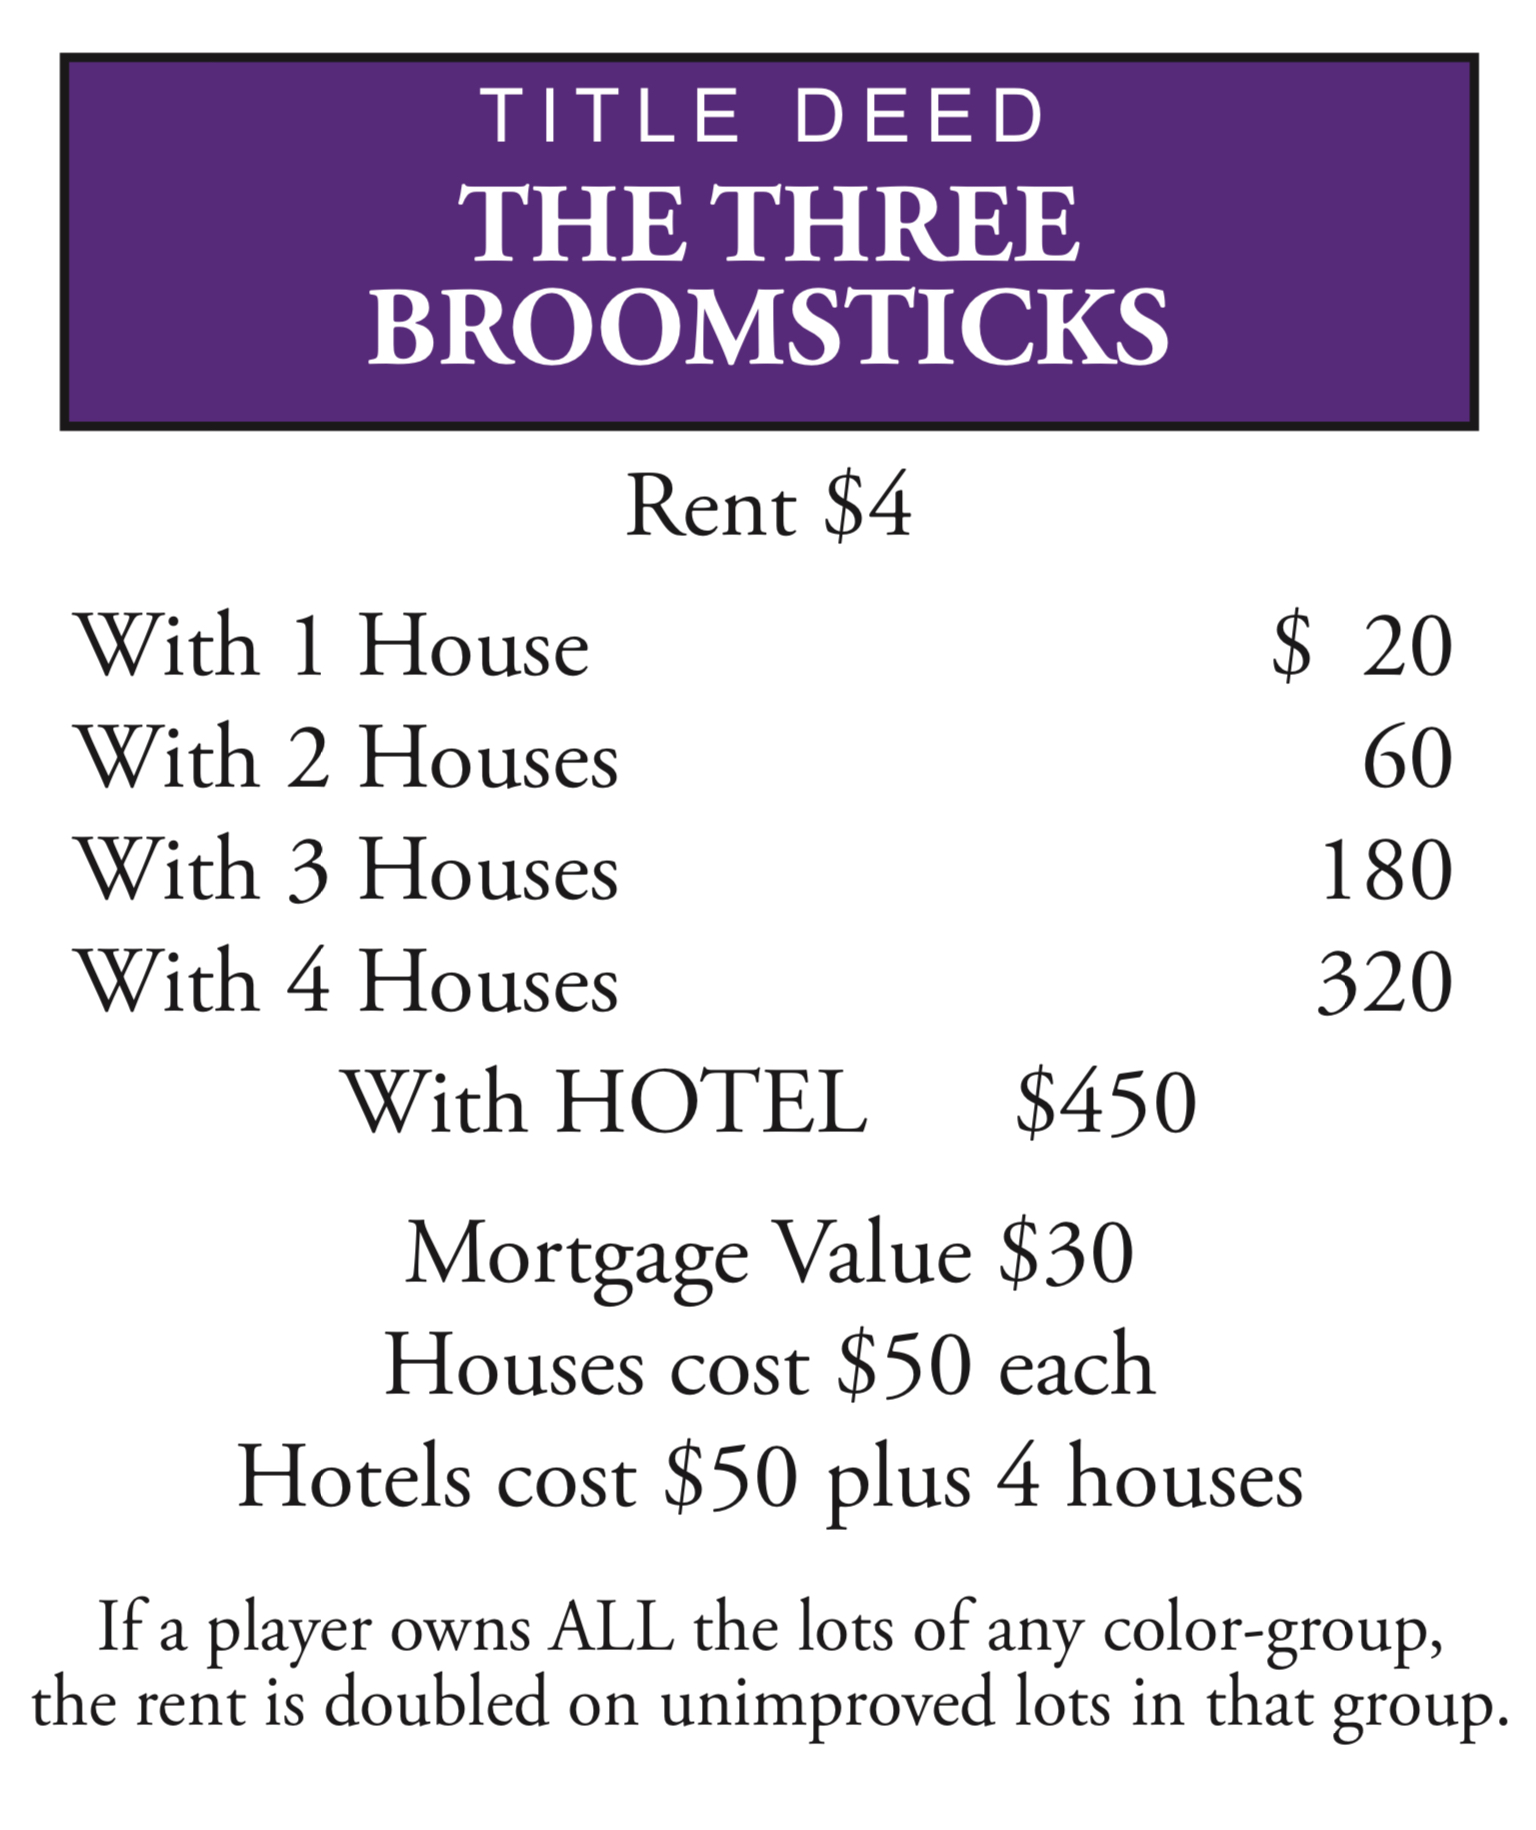 TITLE DEED
THE THREE
BROOMSTICKS
Rent $4
With 1 House $ 20
With 2 Houses 60
With 3 Houses 180
With 4 Houses 320
With HOTEL $450
Mortgage Value $30
Houses cost $50 each
Hotels cost $50 plus 4 houses
If a player owns ALL the lots of any color-group,
the rent is doubled on unimproved lots in that group.